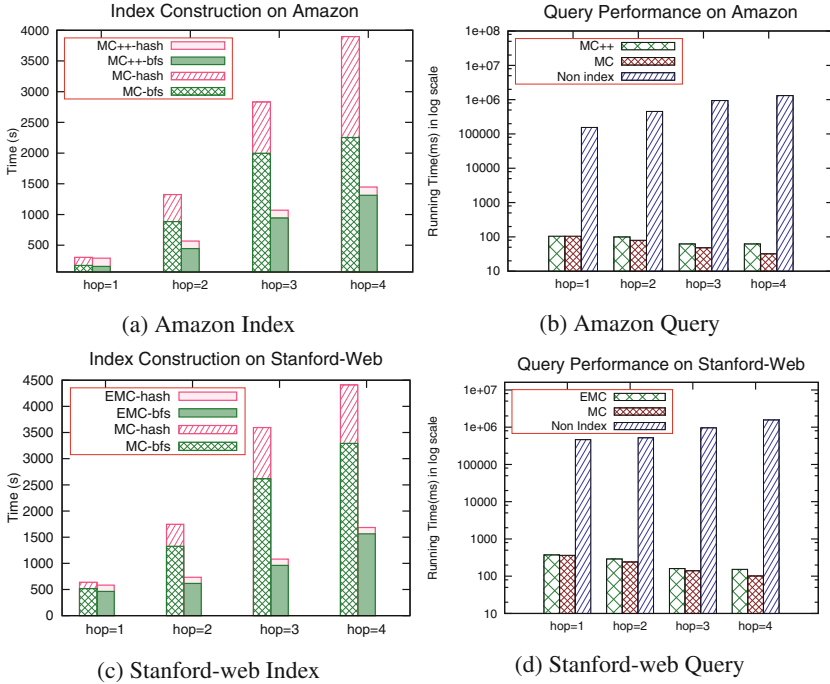 Index Construction on Amazon
4000
3500
3000
2500
2000
1500
1000
500
Time (s)
MC++-hash
MC++-bfs
MC-hash
MC-bfs
hop=1 hop=2 hop=3 hop=4
(a) Amazon Index
Query Performance on Amazon
1e+08
1e+07
1e+06
100000
10000
1000
100
10
Running Time(ms) in log scale
MC++
MC
Non index
hop=1 hop=2 hop=3 hop=4
(b) Amazon Query
Index Construction on Stanford-Web
4500
4000
3500
3000
2500
2000
1500
1000
500
0
Time (s)
EMC-hash
EMC-bfs
MC-hash
MC-bfs
hop=1 hop=2 hop=3 hop=4
(c) Stanford-web Index
Query Performance on Stanford-Web
1e+07
1e+06
100000
10000
1000
100
10
Running Time(ms) in log scale
EMC
MC
Non Index
hop=1 hop=2 hop=3 hop=4
(d) Stanford-web Query